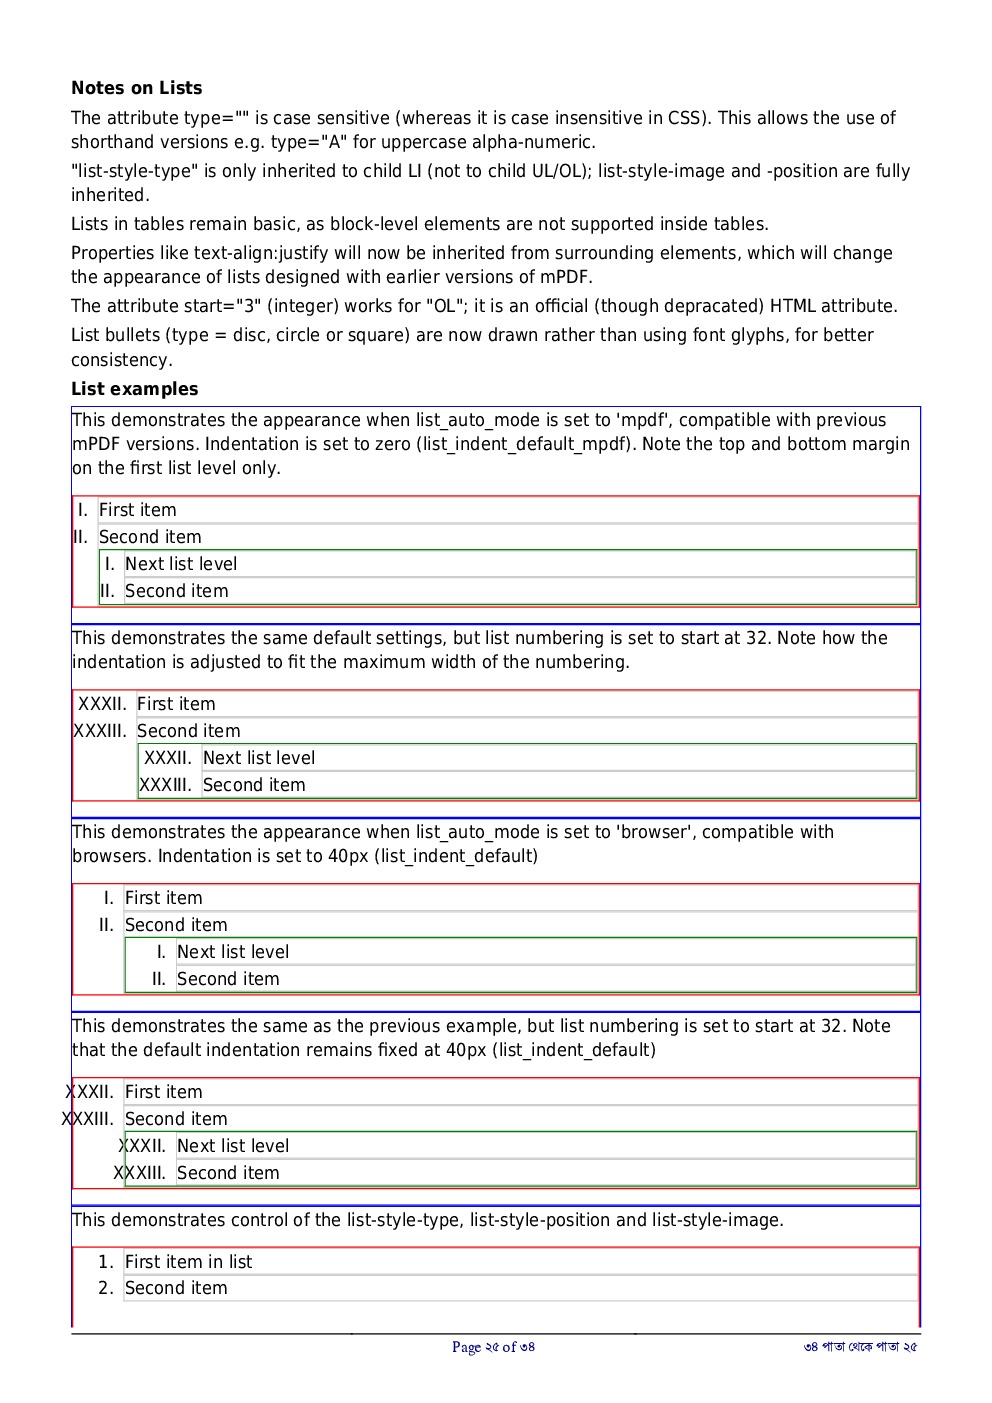 Notes on Lists
The attribute type="" is case sensitive (whereas it is case insensitive in CSS). This allows the use of
shorthand versions e.g. type="A" for uppercase alpha-numeric.
"list-style-type" is only inherited to child LI (not to child UL/OL); list-style-image and -position are fully
inherited.
Lists in tables remain basic, as block-level elements are not supported inside tables.
Properties like text-align:justify will now be inherited from surrounding elements, which will change
the appearance of lists designed with earlier versions of mPDF.
The attribute start="3" (integer) works for "OL"; it is an official (though depracated) HTML attribute.
List bullets (type = disc, circle or square) are now drawn rather than using font glyphs, for better
consistency.
List examples
This demonstrates the appearance when list_auto_mode is set to 'mpdf', compatible with previous
mPDF versions. Indentation is set to zero (list_indent_default_mpdf). Note the top and bottom margin
on the first list level only.
I. First item
II. Second item
I. Next list level
II. Second item
This demonstrates the same default settings, but list numbering is set to start at 32. Note how the
indentation is adjusted to fit the maximum width of the numbering.
XXXII. First item
XXXIII. Second item
XXXII. Next list level
XXXIII. Second item
This demonstrates the appearance when list_auto_mode is set to 'browser', compatible with
browsers. Indentation is set to 40px (list_indent_default)
I. First item
II. Second item
I. Next list level
II. Second item
This demonstrates the same as the previous example, but list numbering is set to start at 32. Note
that the default indentation remains fixed at 40px (list_indent_default)
XXXII. First item
XXXIII. Second item
XXXII. Next list level
XXXIII. Second item
This demonstrates control of the list-style-type, list-style-position and list-style-image.
1. First item in list
2. Second item
Page ২৫ of ৩৪ ৩৪ পাতা থেকে পাতা ২৫